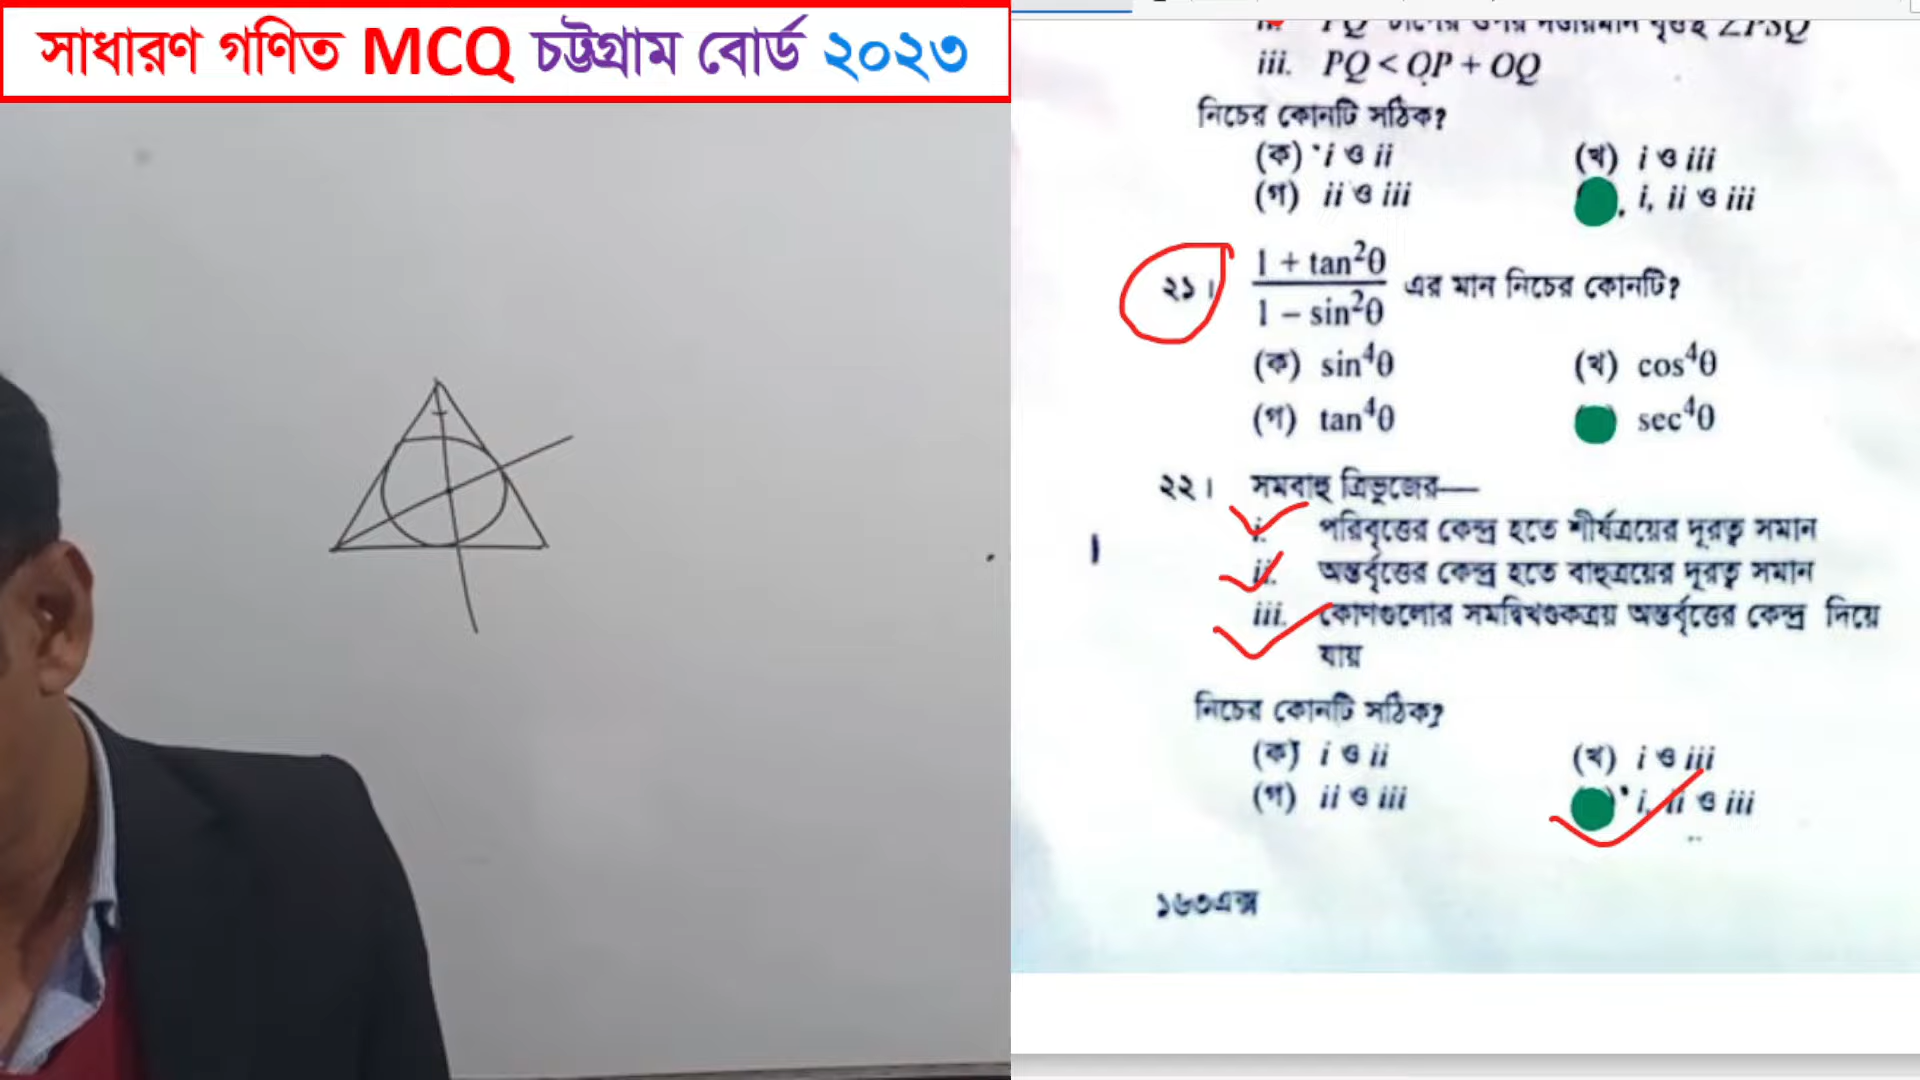 সাধারণ গণিত MCQ চট্টগ্রাম বোর্ড ২০২৩
iii. PQ < OP + OQ
নিচের কোনটি সঠিক?
(ক) i ও ii (খ) i ও iii
(গ) ii ও iii i, ii ও iii
২১। (1 + tan²θ)/(1 − sin²θ) এর মান নিচের কোনটি?
(ক) sin⁴θ (খ) cos⁴θ
(গ) tan⁴θ sec⁴θ
২২। সমবাহু ত্রিভুজের—
i. পরিবৃত্তের কেন্দ্র হতে শীর্ষত্রয়ের দূরত্ব সমান
ii. অন্তর্বৃত্তের কেন্দ্র হতে বাহুত্রয়ের দূরত্ব সমান
iii. কোণগুলোর সমদ্বিখণ্ডকত্রয় অন্তর্বৃত্তের কেন্দ্র দিয়ে
যায়
নিচের কোনটি সঠিক?
(ক) i ও ii (খ) i ও iii
(গ) ii ও iii i, ii ও iii
১৬৩এক্স